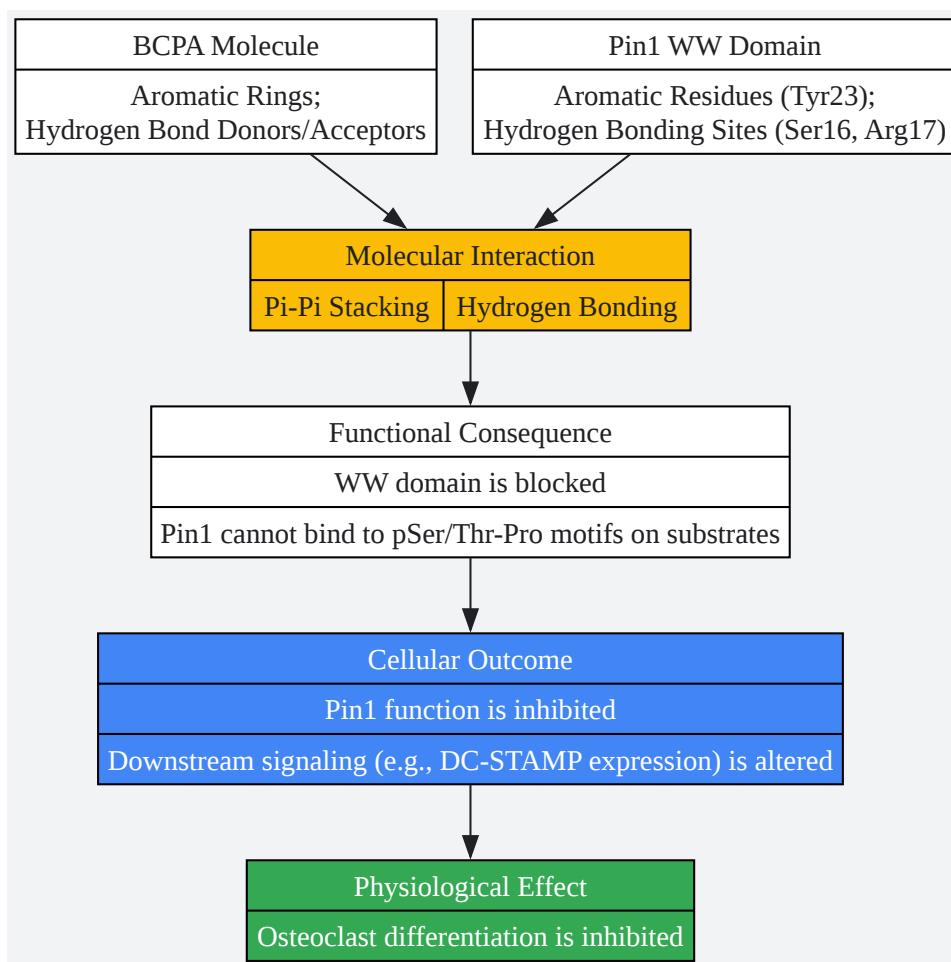 BCPA Molecule
Aromatic Rings;
Hydrogen Bond Donors/Acceptors
Pin1 WW Domain
Aromatic Residues (Tyr23);
Hydrogen Bonding Sites (Ser16, Arg17)
Molecular Interaction
Pi-Pi Stacking
Hydrogen Bonding
Functional Consequence
WW domain is blocked
Pin1 cannot bind to pSer/Thr-Pro motifs on substrates
Cellular Outcome
Pin1 function is inhibited
Downstream signaling (e.g., DC-STAMP expression) is altered
Physiological Effect
Osteoclast differentiation is inhibited